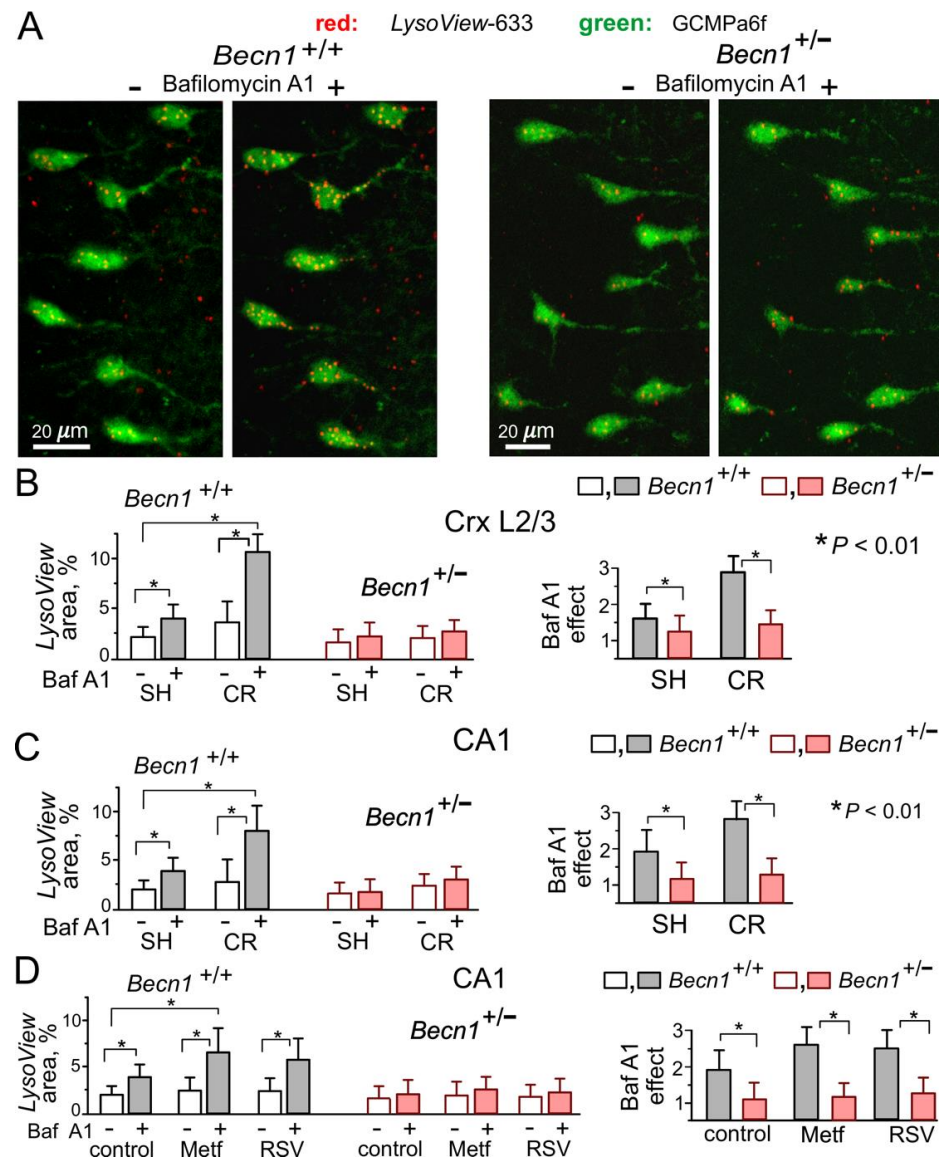 A
red: LysoView-633 green: GCMPa6f
Becn1+/+ Becn1+/−
- Bafilomycin A1 + - Bafilomycin A1 +
20 μm 20 μm
B
Becn1+/+ Crx L2/3 , Becn1+/+ , Becn1+/−
* P < 0.01
LysoView area, %
10
5
0
* * *
Becn1+/−
Baf A1 - + - + - + - +
SH CR SH CR
Baf A1 effect
3
2
1
* *
SH CR
C
CA1
Becn1+/+ , Becn1+/+ , Becn1+/−
* P < 0.01
LysoView area, %
10
5
0
* * *
Becn1+/−
Baf A1 - + - + - + - +
SH CR SH CR
Baf A1 effect
3
2
1
* *
SH CR
D
CA1
Becn1+/+ , Becn1+/+ , Becn1+/−
LysoView area, %
10
5
0
* * * *
Becn1+/−
Baf A1 - + - + - + - + - + - +
control Metf RSV control Metf RSV
Baf A1 effect
3
2
1
* * *
control Metf RSV